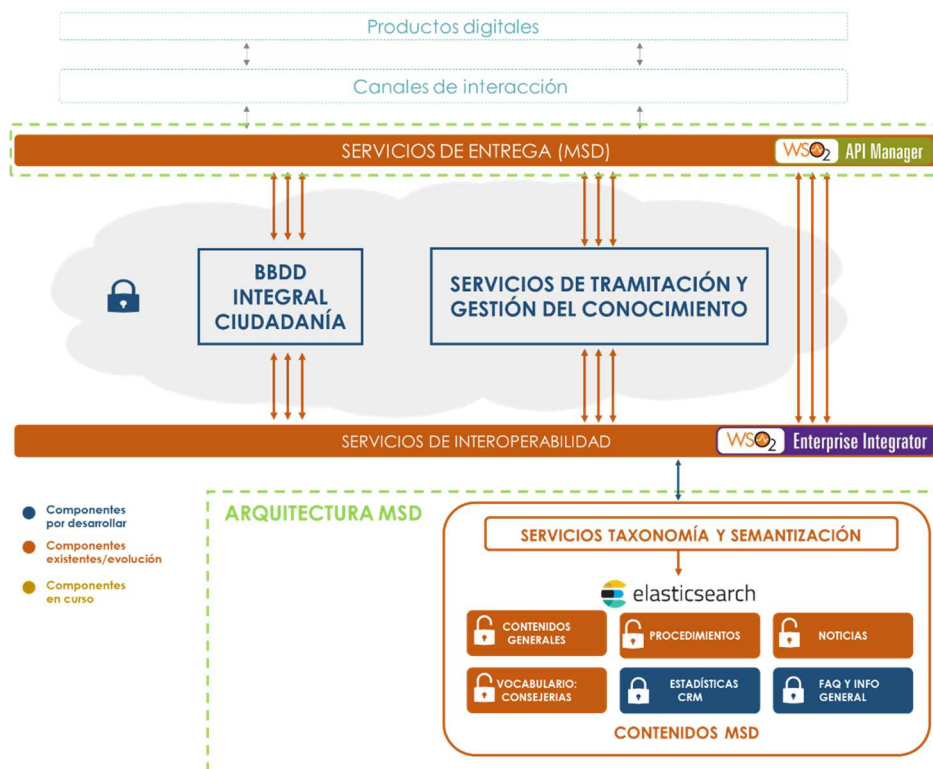 Productos digitales
Canales de interacción
SERVICIOS DE ENTREGA (MSD)
WSO2 API Manager
BBDD
INTEGRAL
CIUDADANÍA
SERVICIOS DE TRAMITACIÓN Y
GESTIÓN DEL CONOCIMIENTO
SERVICIOS DE INTEROPERABILIDAD
WSO2 Enterprise Integrator
Componentes
por desarrollar
Componentes
existentes/evolución
Componentes
en curso
ARQUITECTURA MSD
SERVICIOS TAXONOMÍA Y SEMANTIZACIÓN
elasticsearch
CONTENIDOS
GENERALES
PROCEDIMIENTOS
NOTICIAS
VOCABULARIO:
CONSEJERIAS
ESTADÍSTICAS
CRM
FAQ Y INFO
GENERAL
CONTENIDOS MSD